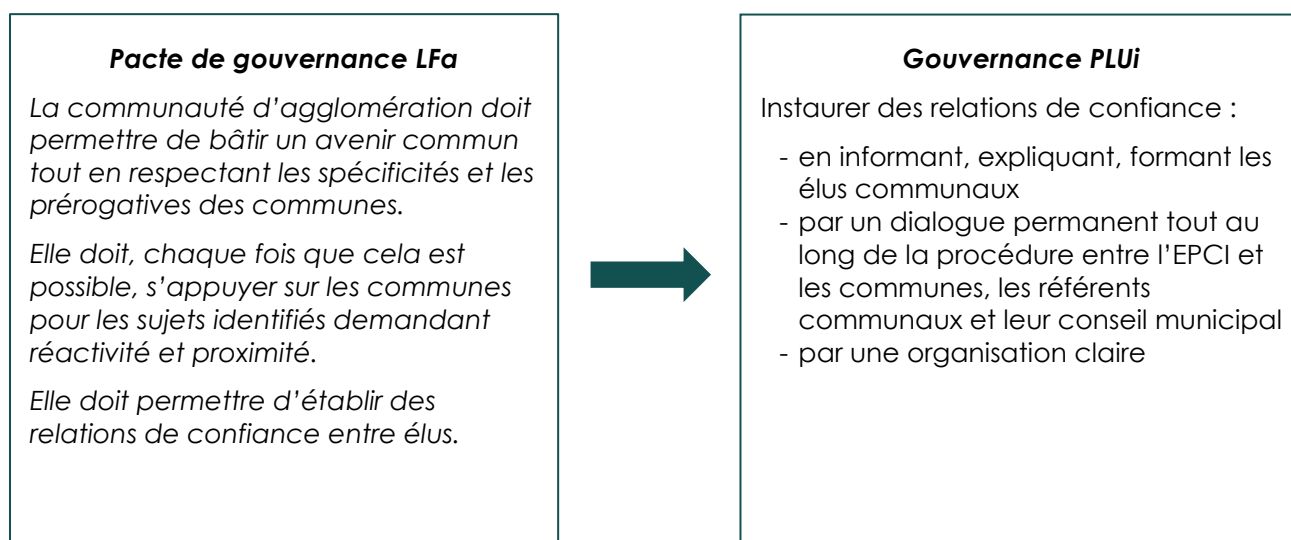 Pacte de gouvernance LFa
La communauté d’agglomération doit
permettre de bâtir un avenir commun
tout en respectant les spécificités et les
prérogatives des communes.
Elle doit, chaque fois que cela est
possible, s’appuyer sur les communes
pour les sujets identifiés demandant
réactivité et proximité.
Elle doit permettre d’établir des
relations de confiance entre élus.
Gouvernance PLUi
Instaurer des relations de confiance :
- en informant, expliquant, formant les
élus communaux
- par un dialogue permanent tout au
long de la procédure entre l’EPCI et
les communes, les référents
communaux et leur conseil municipal
- par une organisation claire